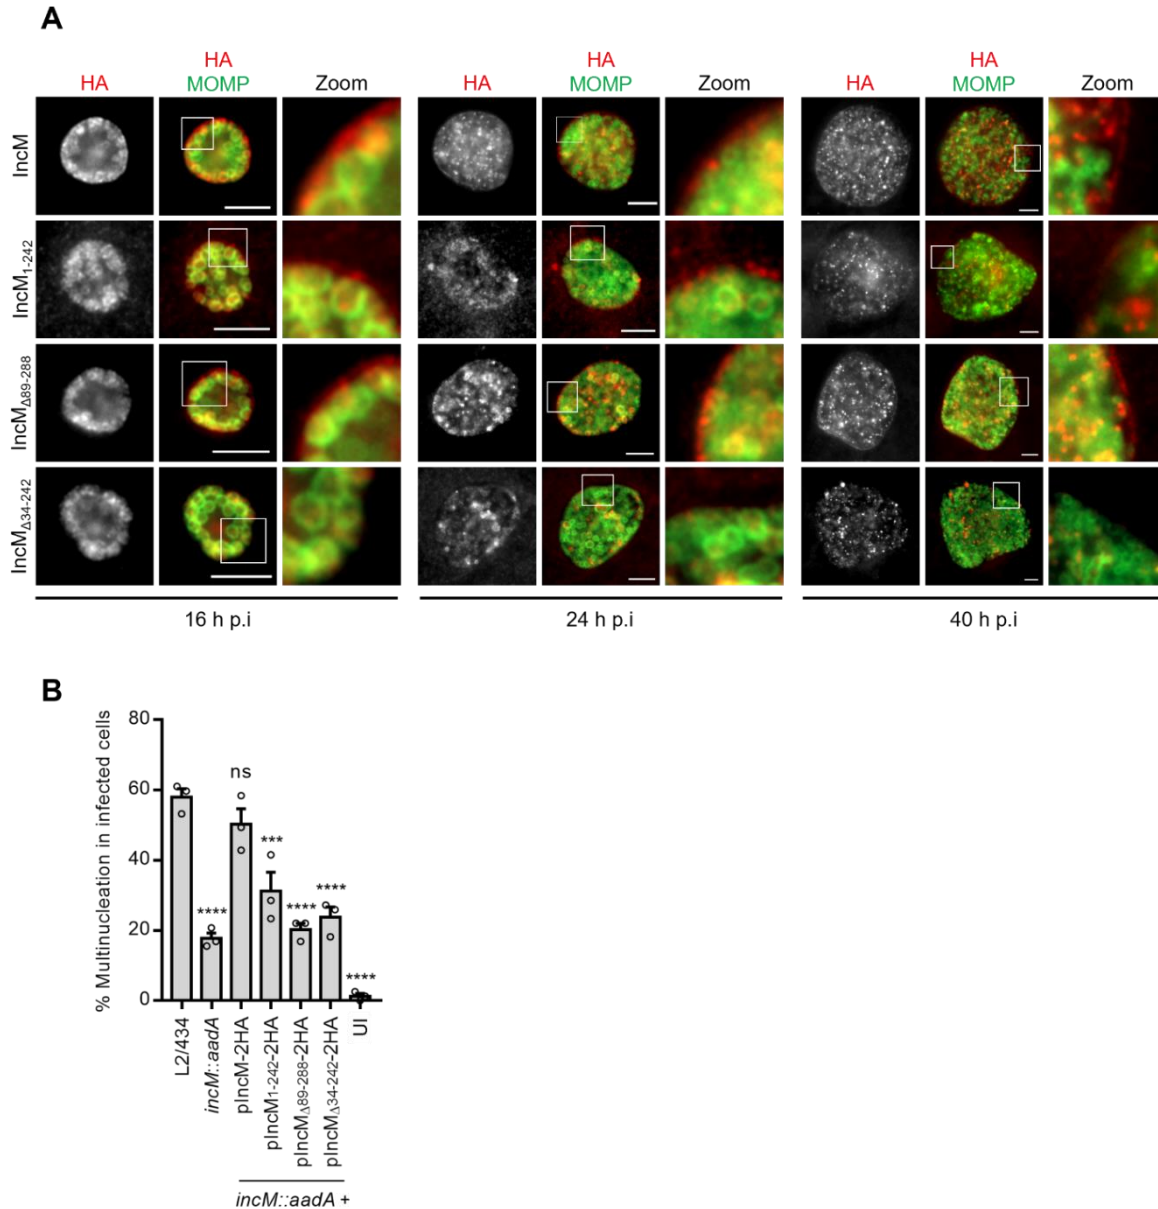 A
HA HA MOMP Zoom HA HA MOMP Zoom HA HA MOMP Zoom
IncM
IncM1-242
IncMΔ89-288
IncMΔ34-242
16 h p.i 24 h p.i 40 h p.i
B
% Multinucleation in infected cells
80
60
40
20
0
ns
***
****
****
****
****
L2/434
incM::aadA
pIncM-2HA
pIncM1-242-2HA
pIncMΔ89-288-2HA
pIncMΔ34-242-2HA
UI
incM::aadA +